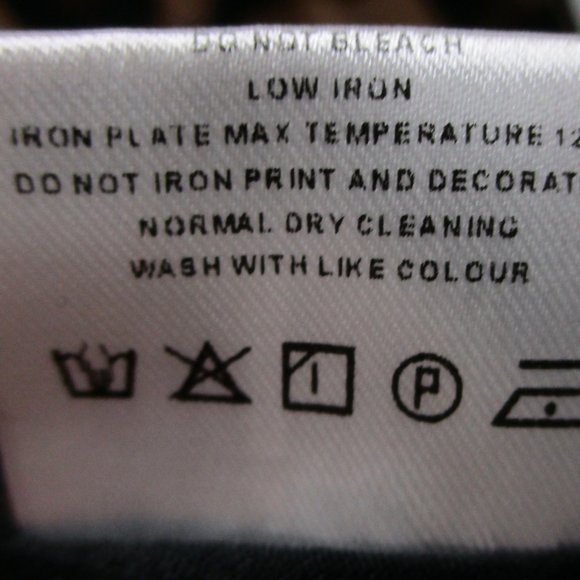 DO NOT BLEACH
LOW IRON
IRON PLATE MAX TEMPERATURE 12
DO NOT IRON PRINT AND DECORAT
NORMAL DRY CLEANING
WASH WITH LIKE COLOUR
P